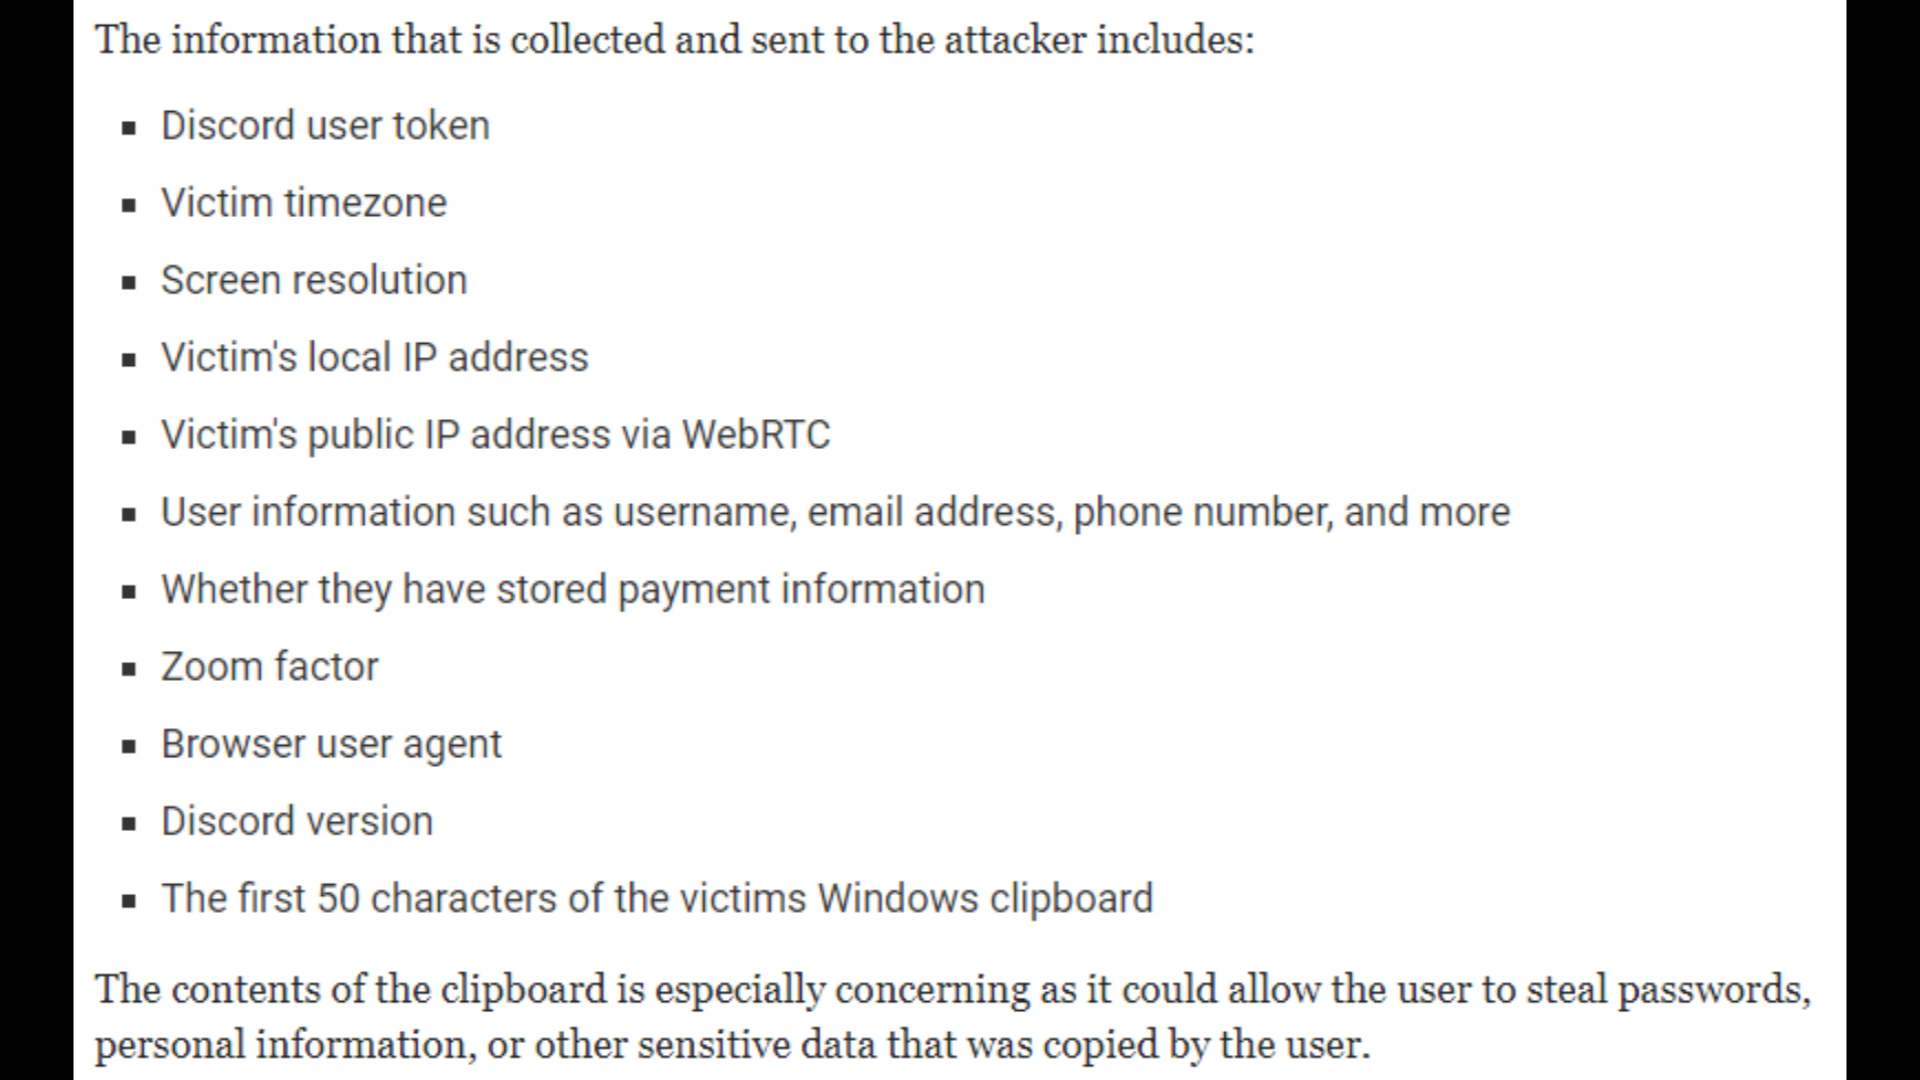 The information that is collected and sent to the attacker includes:
▪ Discord user token
▪ Victim timezone
▪ Screen resolution
▪ Victim's local IP address
▪ Victim's public IP address via WebRTC
▪ User information such as username, email address, phone number, and more
▪ Whether they have stored payment information
▪ Zoom factor
▪ Browser user agent
▪ Discord version
▪ The first 50 characters of the victims Windows clipboard
The contents of the clipboard is especially concerning as it could allow the user to steal passwords,
personal information, or other sensitive data that was copied by the user.